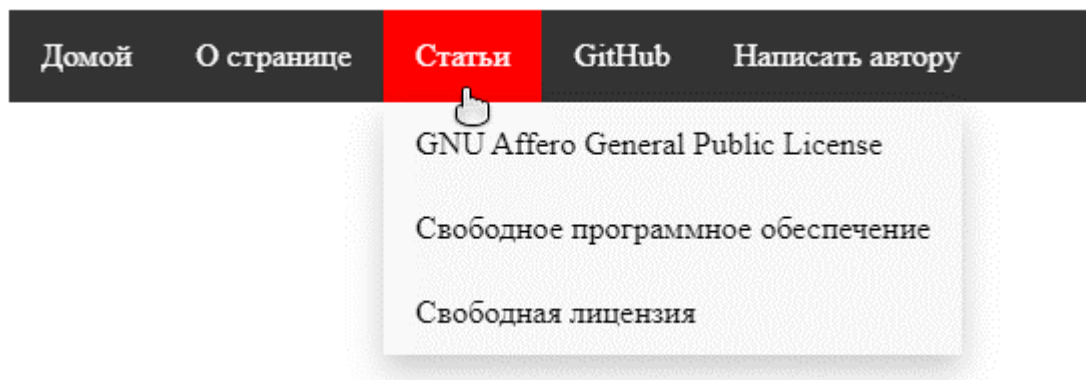 Домой О странице Статьи GitHub Написать автору
GNU Affero General Public License
Свободное программное обеспечение
Свободная лицензия